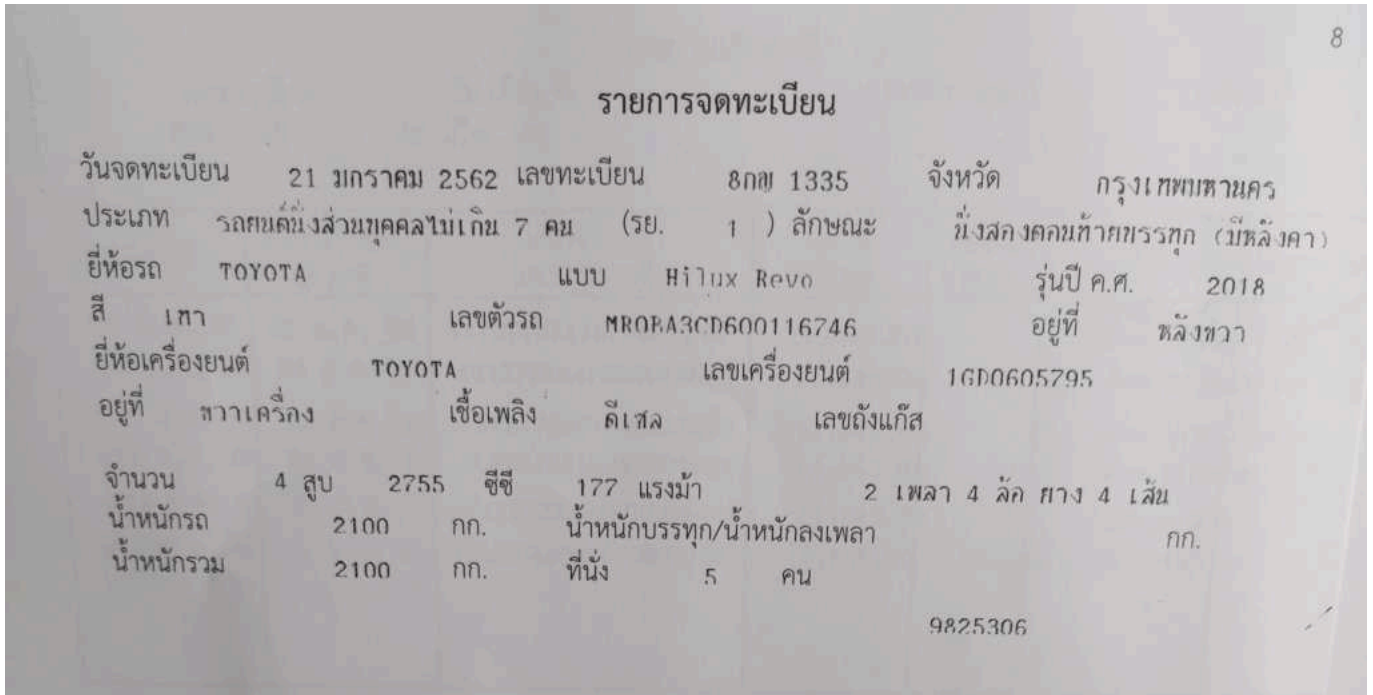 8
รายการจดทะเบียน
วันจดทะเบียน 21 มกราคม 2562 เลขทะเบียน 8กญ 1335 จังหวัด กรุงเทพมหานคร
ประเภท รถยนต์นั่งส่วนบุคคลไม่เกิน 7 คน (รย. 1 ) ลักษณะ นั่งสองตอนท้ายบรรทุก (มีหลังคา)
ยี่ห้อรถ TOYOTA แบบ Hilux Revo รุ่นปี ค.ศ. 2018
สี เทา เลขตัวรถ MR0BA3CD600116746 อยู่ที่ หลังขวา
ยี่ห้อเครื่องยนต์ TOYOTA เลขเครื่องยนต์ 1GD0605795
อยู่ที่ ขวาเครื่อง เชื้อเพลิง ดีเซล เลขถังแก๊ส
จำนวน 4 สูบ 2755 ซีซี 177 แรงม้า 2 เพลา 4 ล้อ ยาง 4 เส้น
น้ำหนักรถ 2100 กก. น้ำหนักบรรทุก/น้ำหนักลงเพลา กก.
น้ำหนักรวม 2100 กก. ที่นั่ง 5 คน
9825306